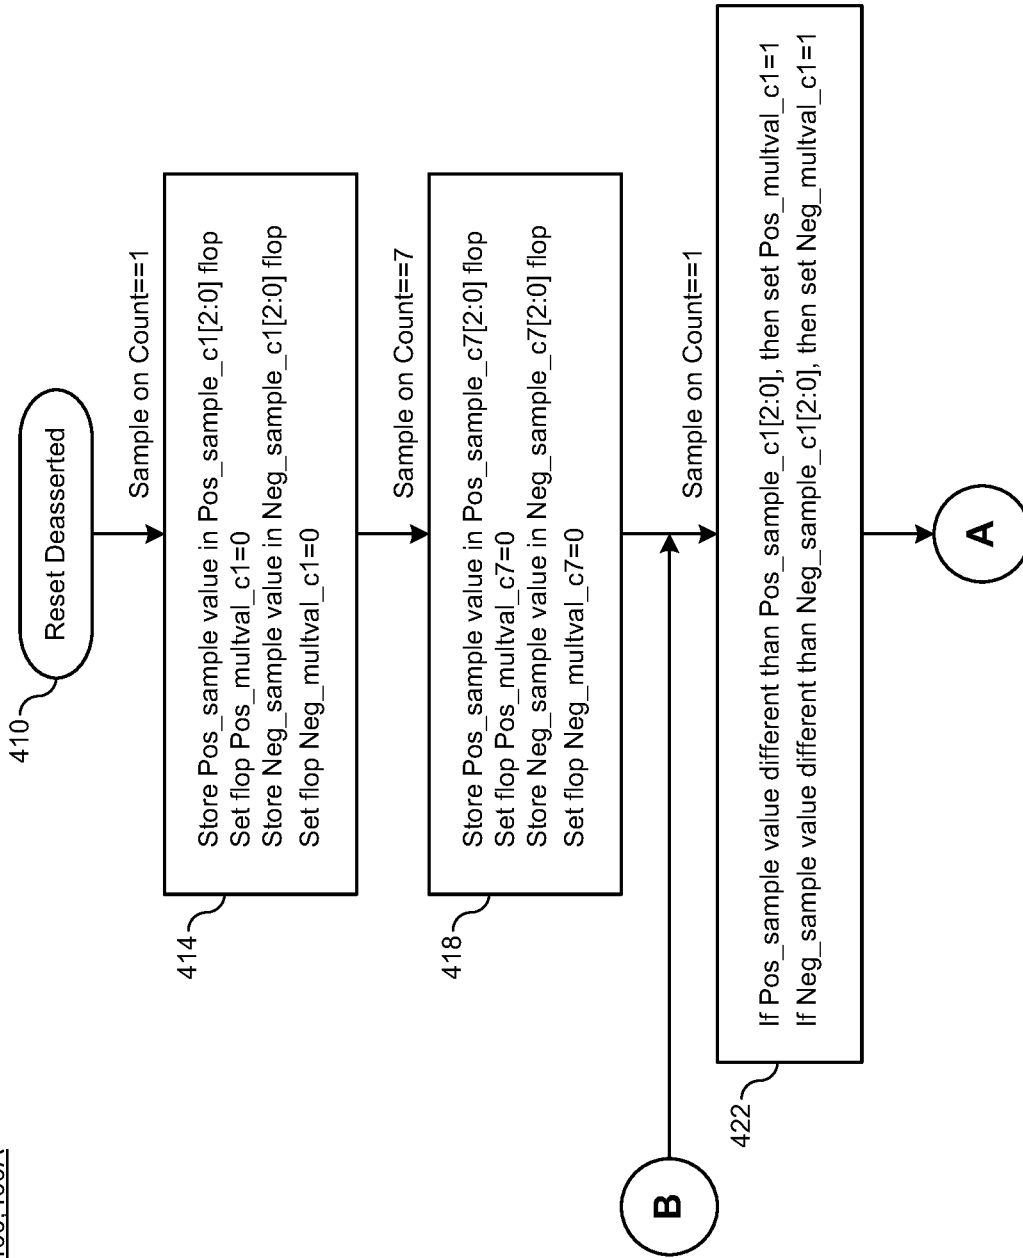 410
Reset Deasserted
Sample on Count==1
414
Store Pos_sample value in Pos_sample_c1[2:0] flop
Set flop Pos_multval_c1=0
Store Neg_sample value in Neg_sample_c1[2:0] flop
Set flop Neg_multval_c1=0
Sample on Count==7
418
Store Pos_sample value in Pos_sample_c7[2:0] flop
Set flop Pos_multval_c7=0
Store Neg_sample value in Neg_sample_c7[2:0] flop
Set flop Neg_multval_c7=0
B
Sample on Count==1
422
If Pos_sample value different than Pos_sample_c1[2:0], then set Pos_multval_c1=1
If Neg_sample value different than Neg_sample_c1[2:0], then set Neg_multval_c1=1
A